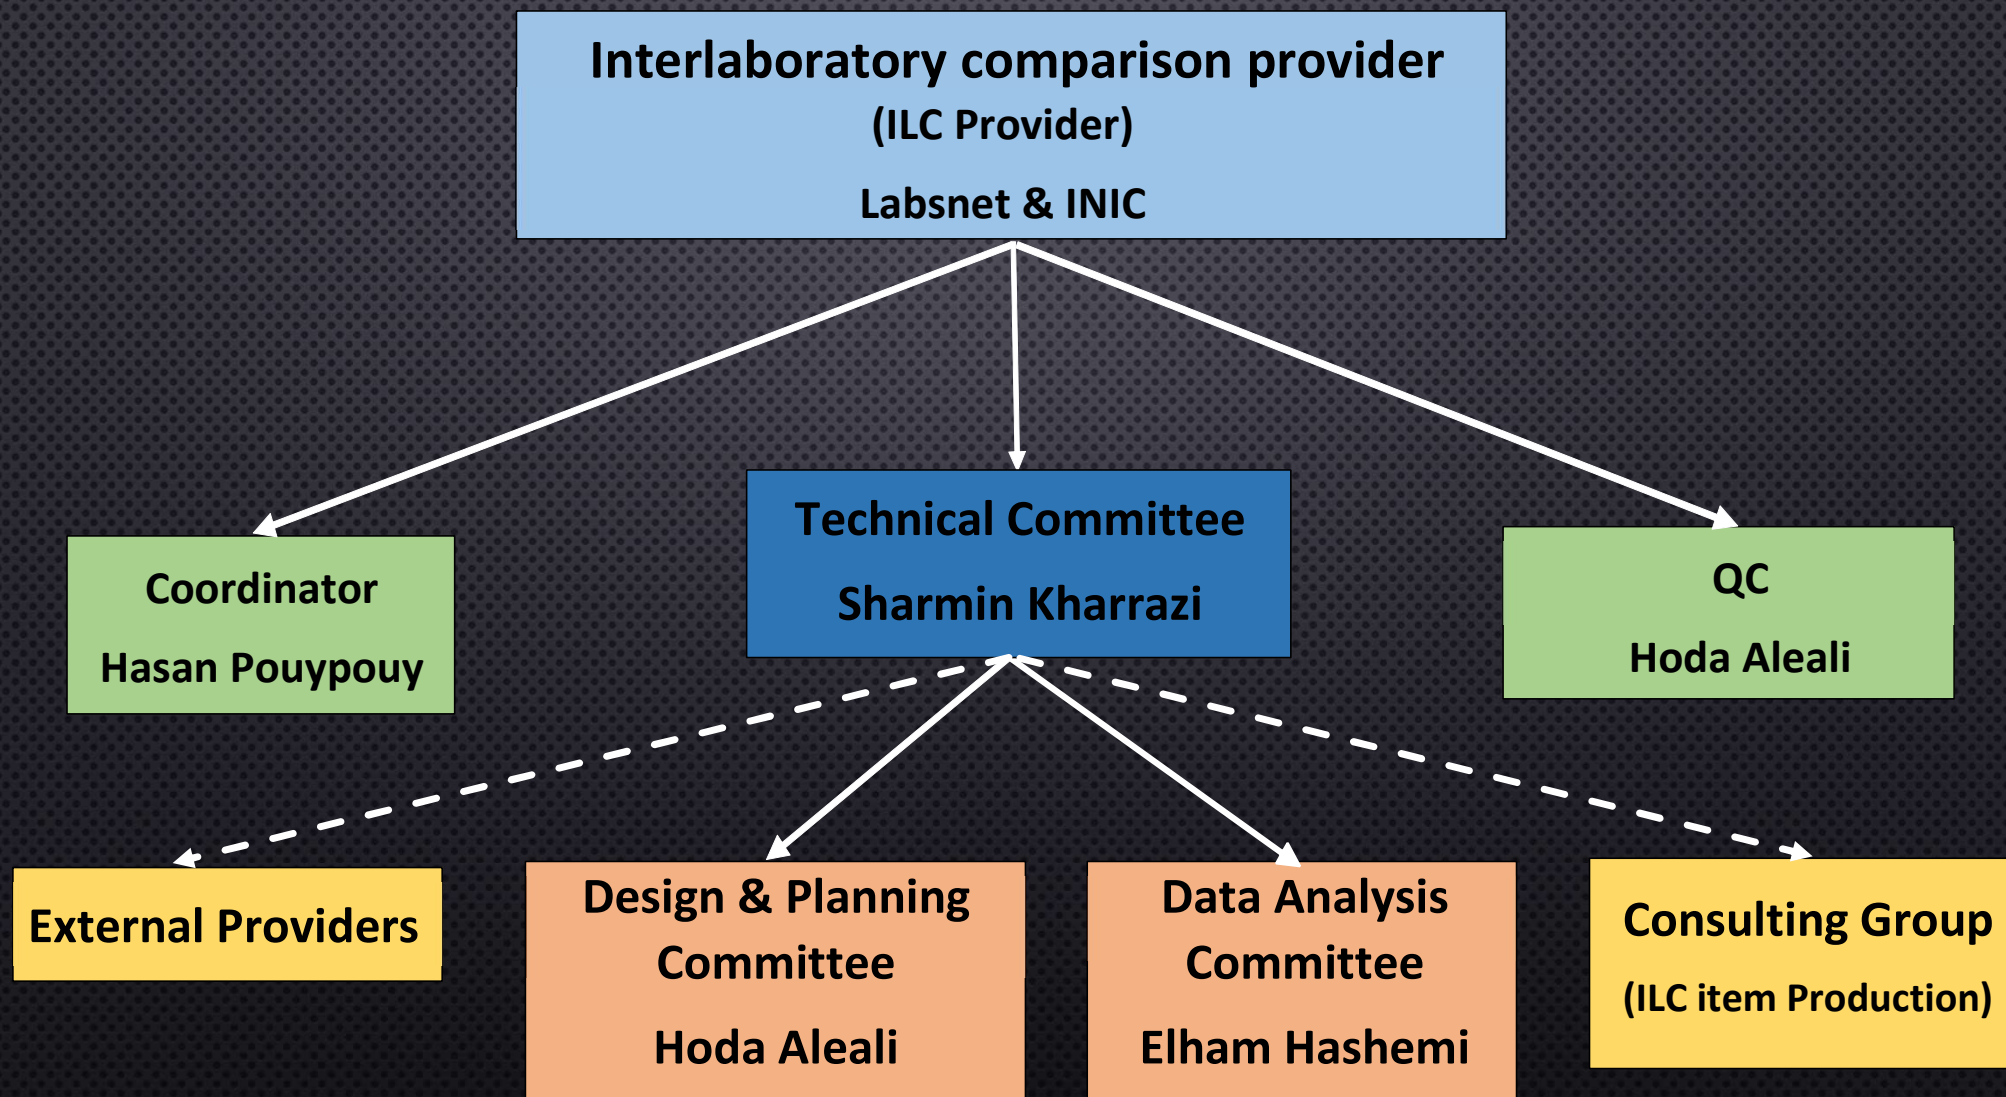 Interlaboratory comparison provider
(ILC Provider)
Labsnet & INIC
Coordinator
Hasan Pouypouy
Technical Committee
Sharmin Kharrazi
QC
Hoda Aleali
External Providers
Design & Planning
Committee
Hoda Aleali
Data Analysis
Committee
Elham Hashemi
Consulting Group
(ILC item Production)